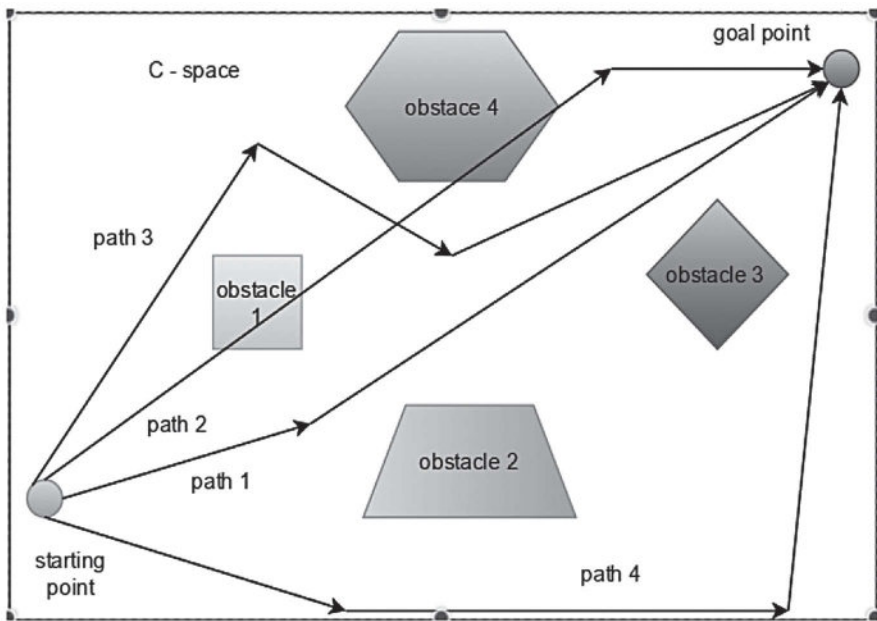 goal point
C - space
obstace 4
path 3
obstacle 3
obstacle
1
path 2
obstacle 2
path 1
starting
point
path 4